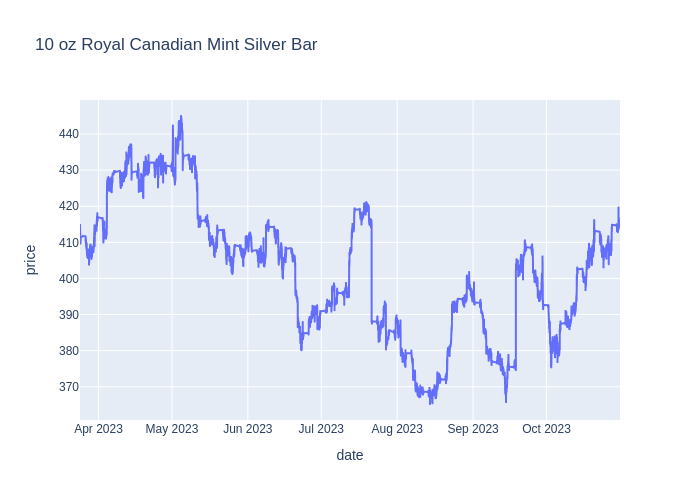 10 oz Royal Canadian Mint Silver Bar
440
430
420
410
400
390
380
370
price
Apr 2023 May 2023 Jun 2023 Jul 2023 Aug 2023 Sep 2023 Oct 2023
date